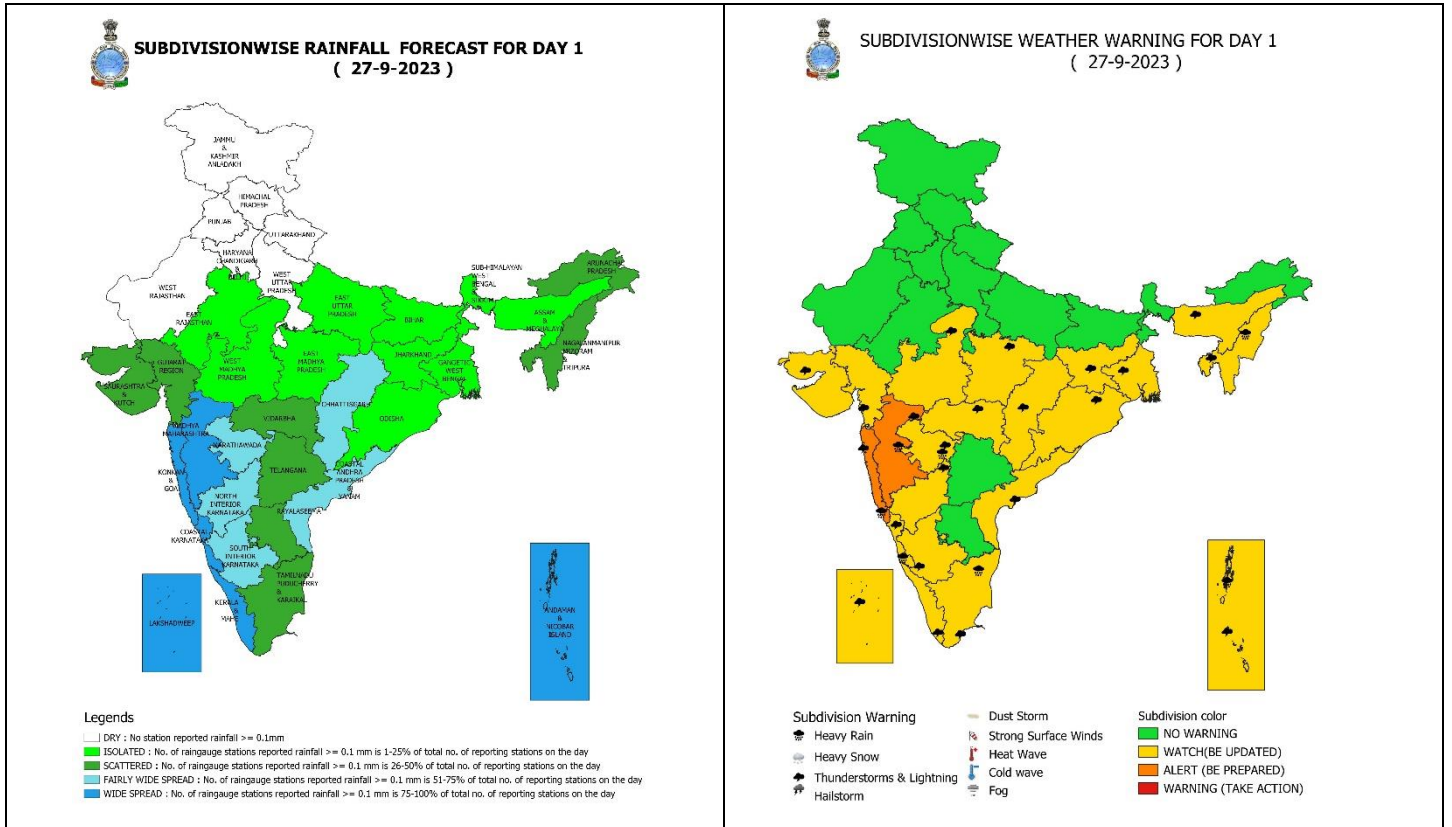 SUBDIVISIONWISE RAINFALL FORECAST FOR DAY 1
( 27-9-2023 )
JAMMU
&
KASHMIR
ANLADAKH
HIMACHAL
PRADESH
PUNJAB
UTTARAKHAND
HARYANA
CHANDIGARH
&
DELHI
WEST
UTTAR
PRADESH
WEST
RAJASTHAN
SUB-HIMALAYAN
WEST
BENGAL
&
SIKKIM
ARUNACHAL
PRADESH
EAST
RAJASTHAN
EAST
UTTAR
PRADESH
BIHAR
ASSAM
&
MEGHALAYA
NAGALANMANIPUR
MIZORAM
&
TRIPURA
GUJARAT
REGION
WEST
MADHYA
PRADESH
EAST
MADHYA
PRADESH
JHARKHAND
GANGETIC
WEST
BENGAL
SAURASHTRA
&
KUTCH
CHHATTISGARH
ODISHA
MADHYA
MAHARASHTRA
VIDARBHA
MARATHAWADA
KONKAN
&
GOA
TELANGANA
COASTAL
ANDHRA
PRADESH
&
YANAM
NORTH
INTERIOR
KARNATAKA
RAYALASEEMA
COASTAL
KARNATAKA
SOUTH
INTERIOR
KARNATAKA
TAMILNADU
PUDUCHERRY
&
KARAIKAL
KERALA
&
MAHE
LAKSHADWEEP
ANDAMAN
&
NICOBAR
ISLAND
Legends
DRY : No station reported rainfall >= 0.1mm
ISOLATED : No. of raingauge stations reported rainfall >= 0.1 mm is 1-25% of total no. of reporting stations on the day
SCATTERED : No. of raingauge stations reported rainfall >= 0.1 mm is 26-50% of total no. of reporting stations on the day
FAIRLY WIDE SPREAD : No. of raingauge stations reported rainfall >= 0.1 mm is 51-75% of total no. of reporting stations on the day
WIDE SPREAD : No. of raingauge stations reported rainfall >= 0.1 mm is 75-100% of total no. of reporting stations on the day
SUBDIVISIONWISE WEATHER WARNING FOR DAY 1
( 27-9-2023 )
Subdivision Warning
Heavy Rain
Heavy Snow
Thunderstorms & Lightning
Hailstorm
Dust Storm
Strong Surface Winds
Heat Wave
Cold wave
Fog
Subdivision color
NO WARNING
WATCH(BE UPDATED)
ALERT (BE PREPARED)
WARNING (TAKE ACTION)